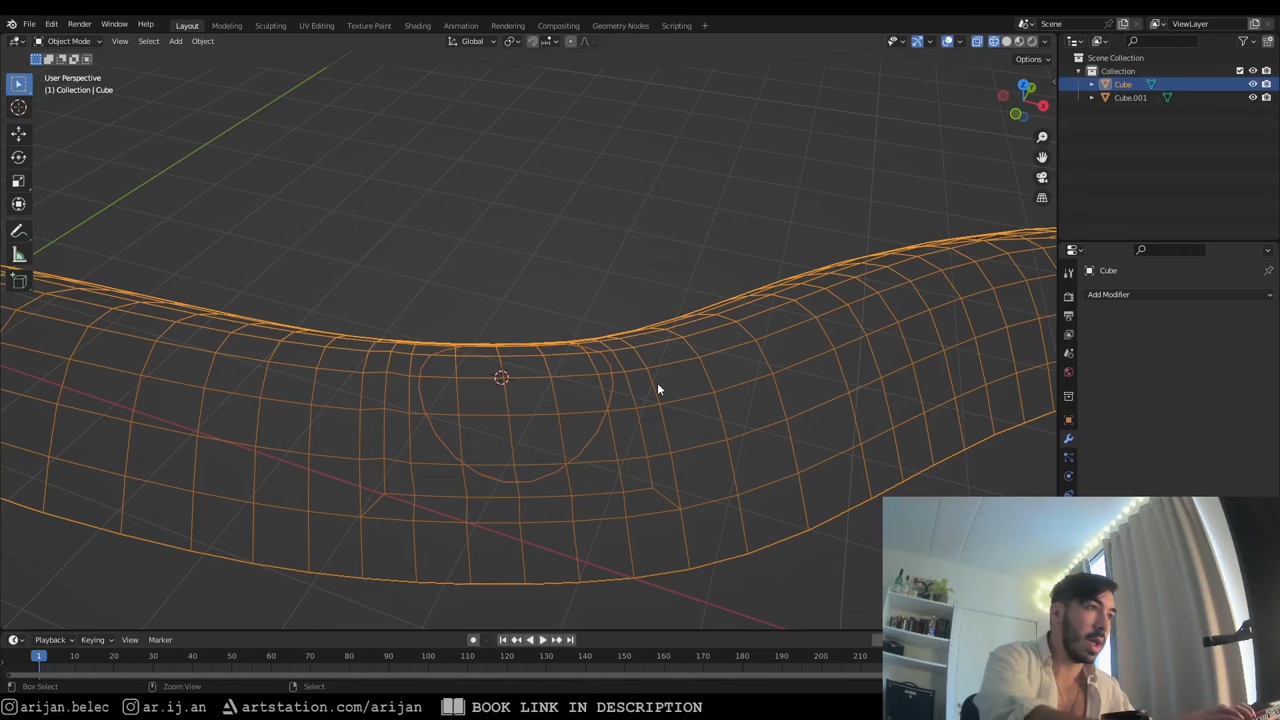 File Edit Render Window Help Layout Modeling Sculpting UV Editing Texture Paint Shading Animation Rendering Compositing Geometry Nodes Scripting + Scene ViewLayer
Object Mode View Select Add Object Global
Options
User Perspective
(1) Collection | Cube
Z
Y
X
Scene Collection
Collection
Cube
Cube.001
Cube
Add Modifier
Playback Keying View Marker
1 10 20 30 40 50 60 70 80 90 100 110 120 130 140 150 160 170 180 190 200 210
Box Select Zoom View Select
arijan.belec ar.ij.an artstation.com/arijan BOOK LINK IN DESCRIPTION